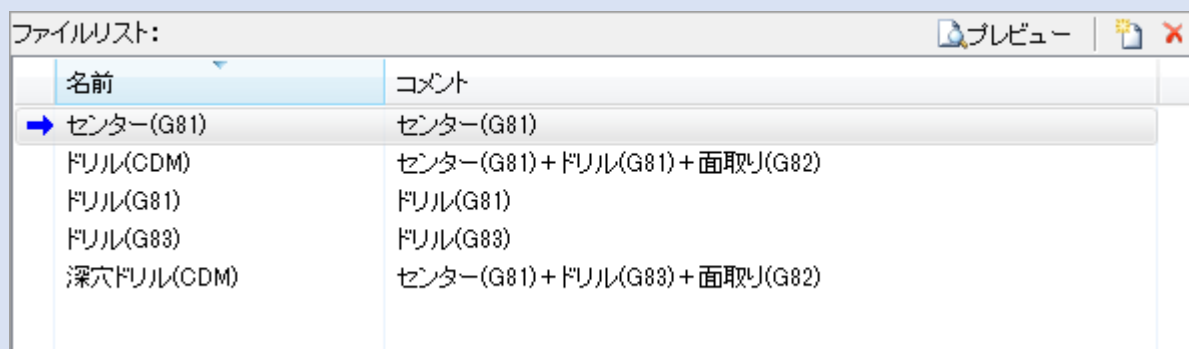 ファイルリスト: プレビュー
名前 コメント
センター(G81) センター(G81)
ドリル(CDM) センター(G81)+ドリル(G81)+面取り(G82)
ドリル(G81) ドリル(G81)
ドリル(G83) ドリル(G83)
深穴ドリル(CDM) センター(G81)+ドリル(G83)+面取り(G82)